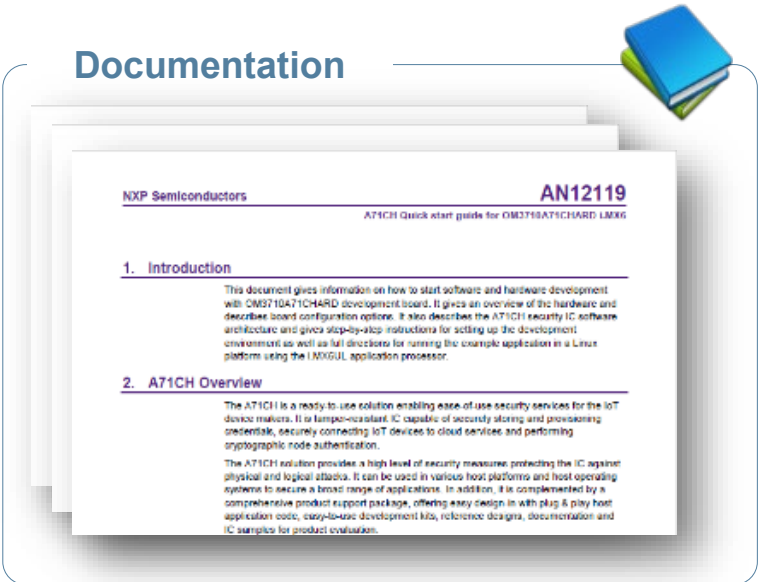 Documentation
NXP Semiconductors
AN12119
A71CH Quick start guide for OM3710A71CHARD i.MX6
1. Introduction
This document gives information on how to start software and hardware development
with OM3710A71CHARD development board. It gives an overview of the hardware and
describes board configuration options. It also describes the A71CH security IC software
architecture and gives step-by-step instructions for setting up the development
environment as well as full directions for running the example application in a Linux
platform using the i.MX6UL application processor.
2. A71CH Overview
The A71CH is a ready-to-use solution enabling ease-of-use security services for the IoT
device makers. It is tamper-resistant IC capable of securely storing and provisioning
credentials, securely connecting IoT devices to cloud services and performing
cryptographic node authentication.
The A71CH solution provides a high level of security measures protecting the IC against
physical and logical attacks. It can be used in various host platforms and host operating
systems to secure a broad range of applications. In addition, it is complemented by a
comprehensive product support package, offering easy design in with plug & play host
application code, easy-to-use development kits, reference designs, documentation and
IC samples for product evaluation.